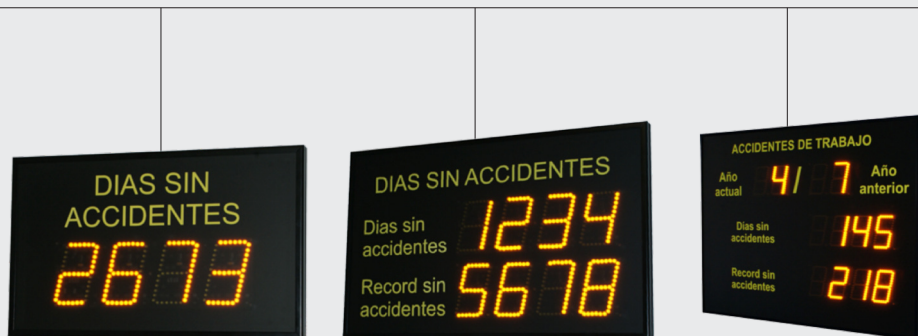 DIAS SIN
ACCIDENTES
2673
DIAS SIN ACCIDENTES
Dias sin
accidentes
1234
Record sin
accidentes
5678
ACCIDENTES DE TRABAJO
Año
actual
4/
7
Año
anterior
Dias sin
accidentes
145
Record sin
accidentes
218